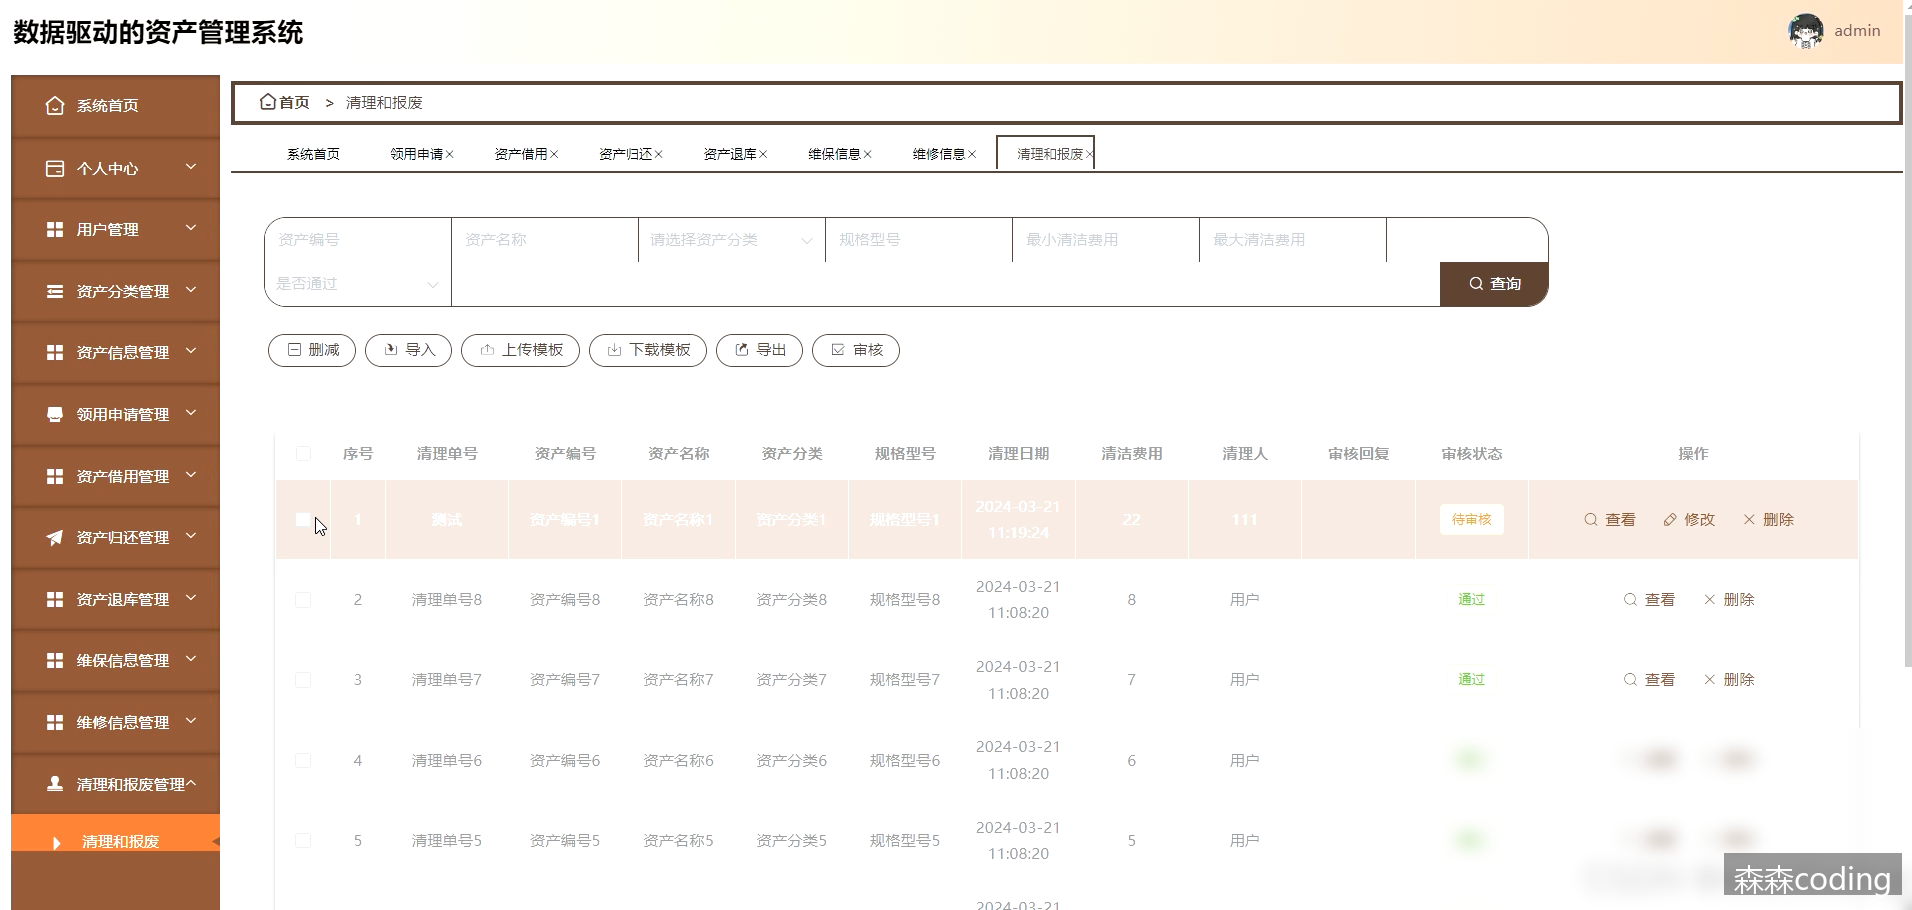 数据驱动的资产管理系统
admin
系统首页
个人中心
用户管理
资产分类管理
资产信息管理
领用申请管理
资产借用管理
资产归还管理
资产退库管理
维保信息管理
维修信息管理
清理和报废管理
清理和报废
首页 > 清理和报废
系统首页 领用申请× 资产借用× 资产归还× 资产退库× 维保信息× 维修信息× 清理和报废×
资产编号 资产名称 请选择资产分类 规格型号 最小清洁费用 最大清洁费用
是否通过 查询
删减 导入 上传模板 下载模板 导出 审核
序号 清理单号 资产编号 资产名称 资产分类 规格型号 清理日期 清洁费用 清理人 审核回复 审核状态 操作
1 测试 资产编号1 资产名称1 资产分类1 规格型号1 2024-03-21 11:19:24 22 111 待审核 查看 修改 删除
2 清理单号8 资产编号8 资产名称8 资产分类8 规格型号8 2024-03-21 11:08:20 8 用户 通过 查看 删除
3 清理单号7 资产编号7 资产名称7 资产分类7 规格型号7 2024-03-21 11:08:20 7 用户 通过 查看 删除
4 清理单号6 资产编号6 资产名称6 资产分类6 规格型号6 2024-03-21 11:08:20 6 用户
5 清理单号5 资产编号5 资产名称5 资产分类5 规格型号5 2024-03-21 11:08:20 5 用户
2024-03-21
森森coding